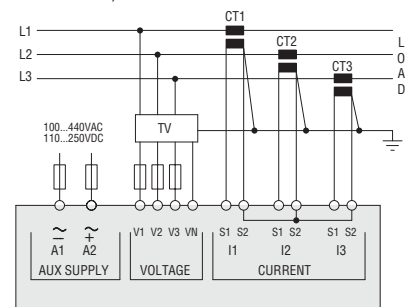 CT1
L1
CT2
L2
CT3
L3
LOAD
100...440VAC
110...250VDC
TV
V1 V2 V3 VN S1 S2 S1 S2 S1 S2
~ ~
– +
A1 A2 I1 I2 I3
AUX SUPPLY VOLTAGE CURRENT